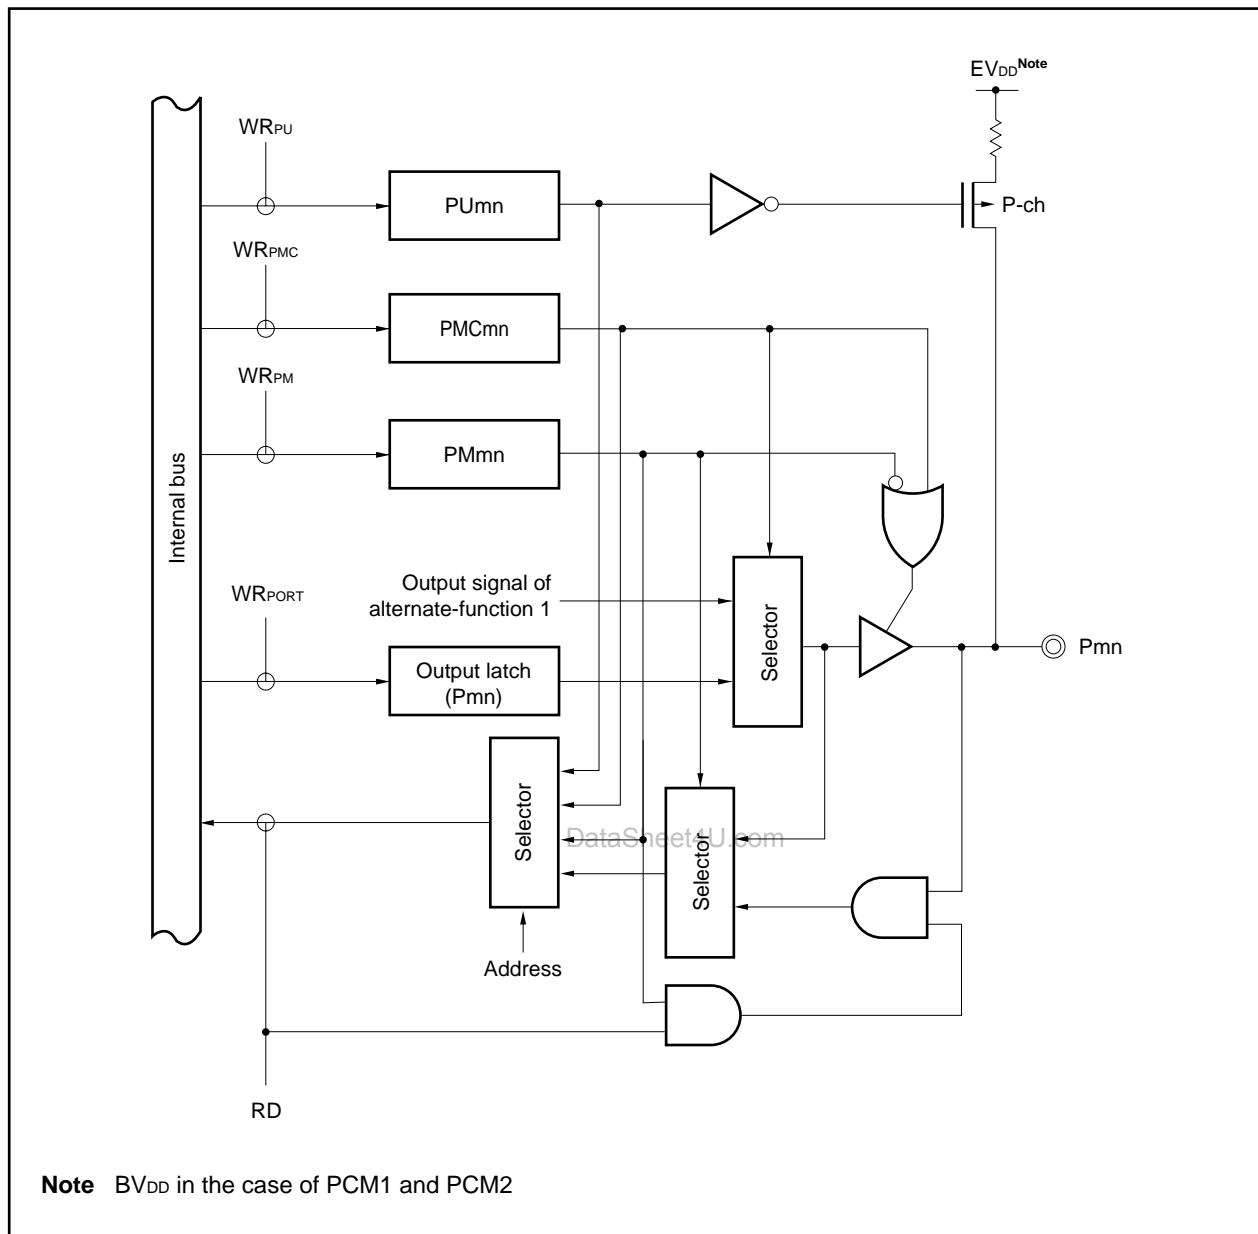 EVDDNote
WRPU
PUmn
P-ch
WRPMC
PMCmn
WRPM
PMmn
Internal bus
Output signal of
alternate-function 1
WRPORT
Output latch
(Pmn)
Selector
Pmn
Selector
Selector
DataSheet4U.com
Address
RD
Note BVDD in the case of PCM1 and PCM2